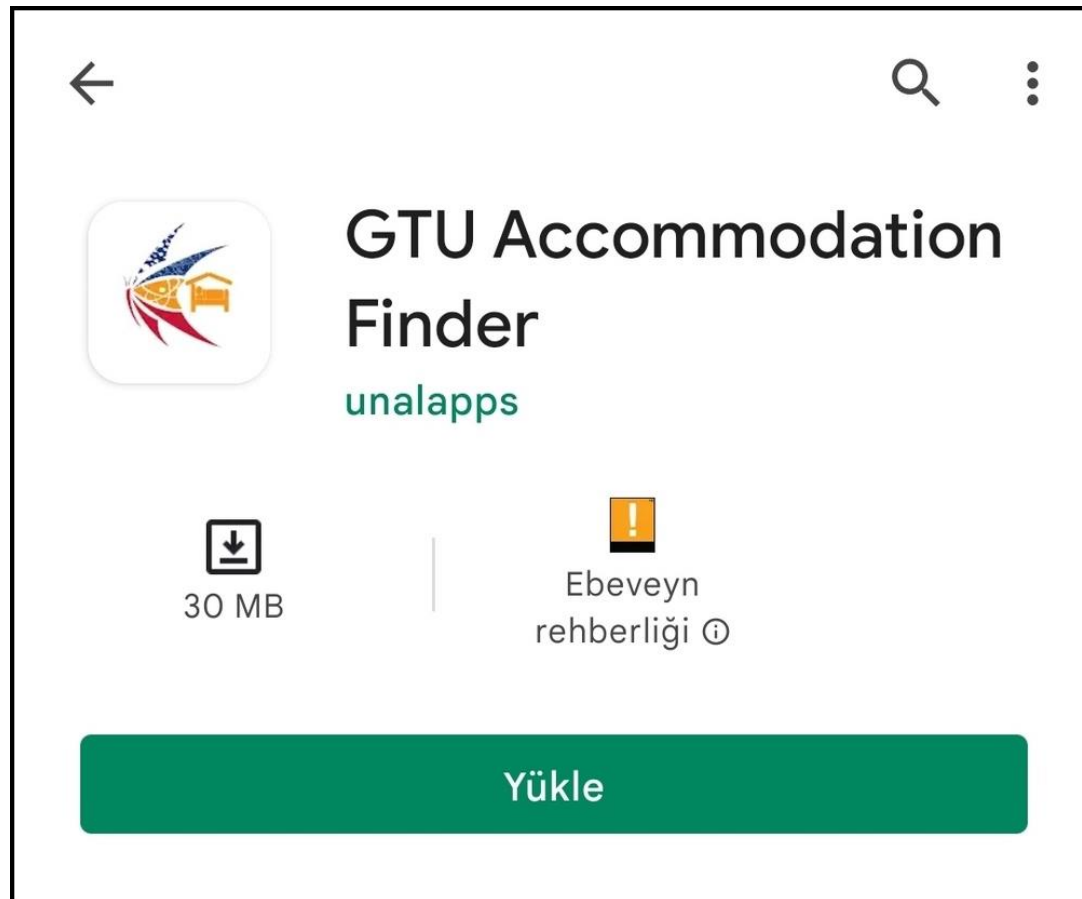 GTU Accommodation
Finder
unalapps
30 MB
Ebeveyn
rehberliği
Yükle